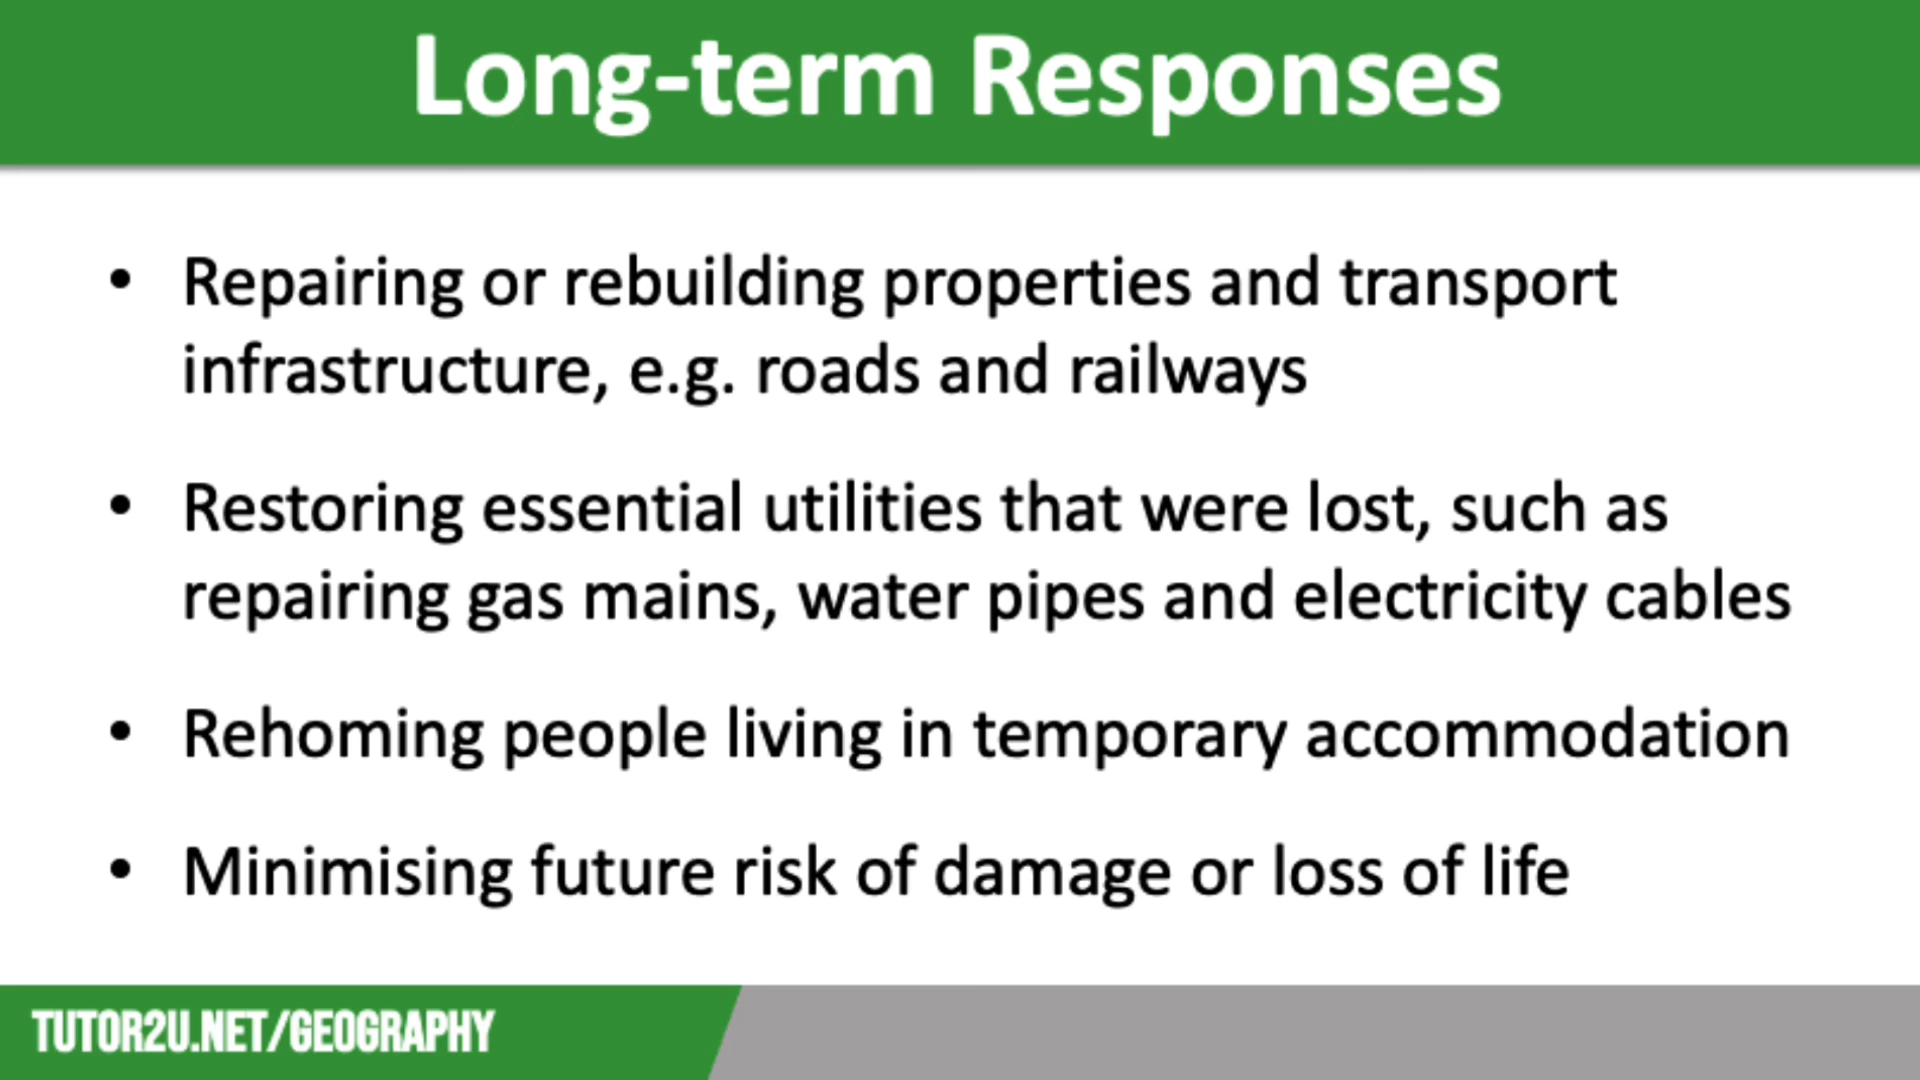 Long-term Responses
• Repairing or rebuilding properties and transport
infrastructure, e.g. roads and railways
• Restoring essential utilities that were lost, such as
repairing gas mains, water pipes and electricity cables
• Rehoming people living in temporary accommodation
• Minimising future risk of damage or loss of life
TUTOR2U.NET/GEOGRAPHY